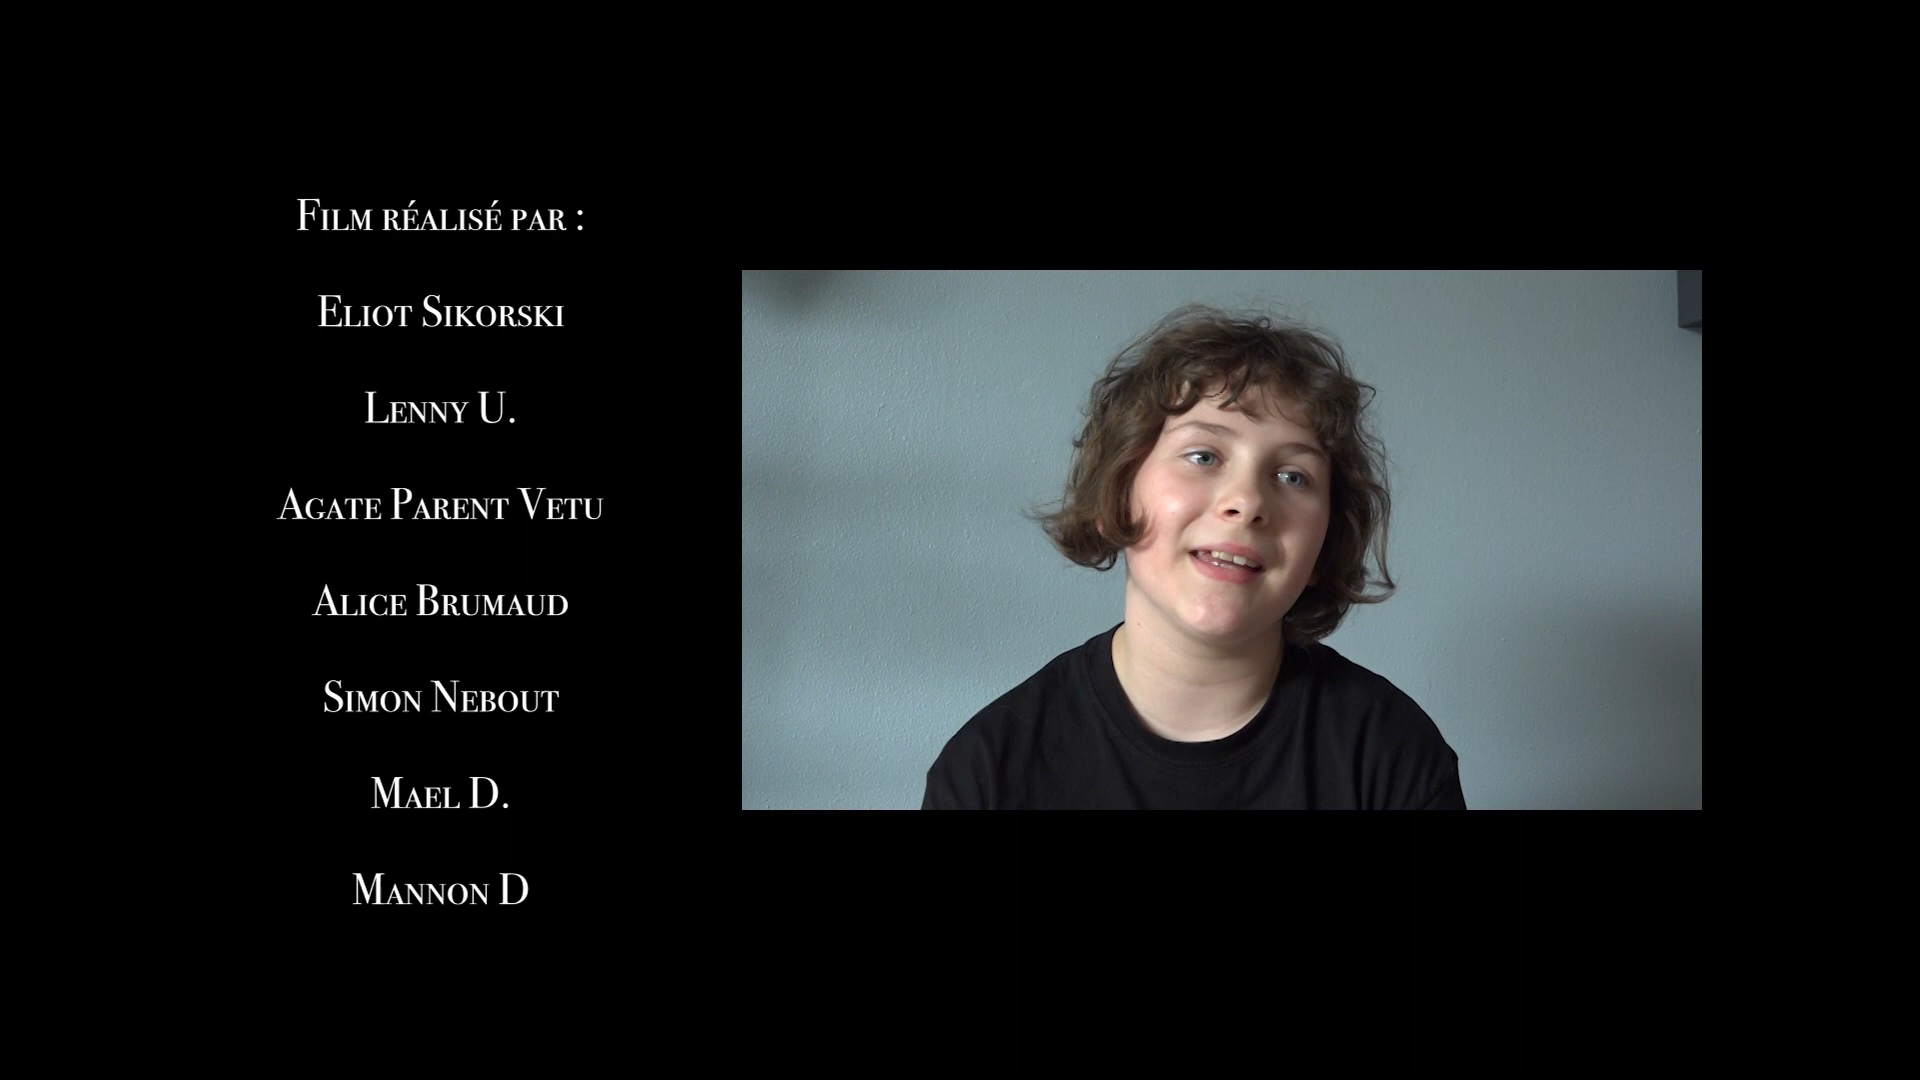 Film réalisé par :
Eliot Sikorski
Lenny U.
Agate Parent Vetu
Alice Brumaud
Simon Nebout
Mael D.
Mannon D